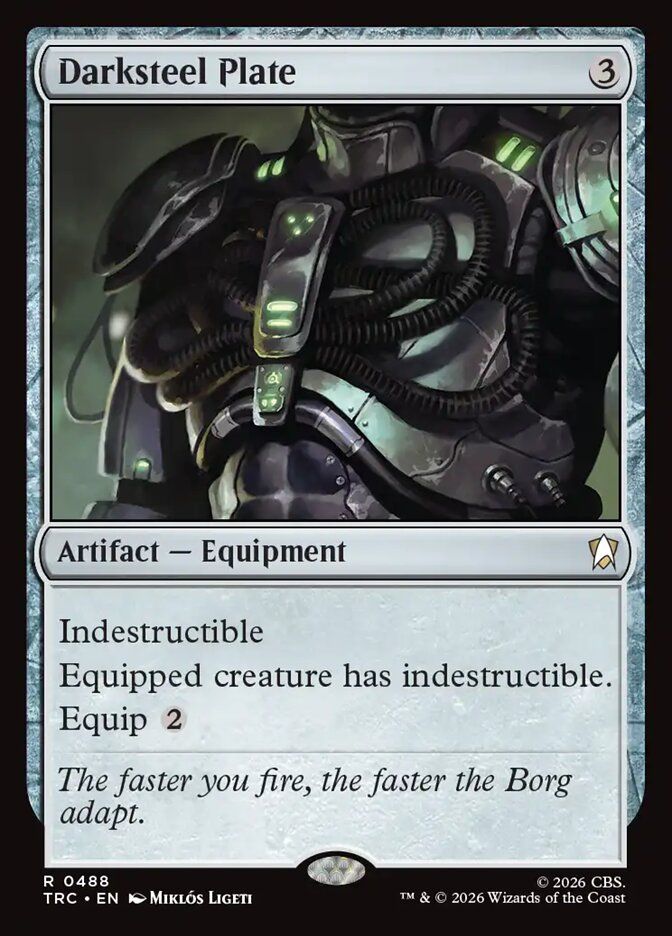 Darksteel Plate 3
Artifact — Equipment
Indestructible
Equipped creature has indestructible.
Equip 2
The faster you fire, the faster the Borg
adapt.
R 0488 © 2026 CBS.
TRC • EN Miklós Ligeti ™ & © 2026 Wizards of the Coast